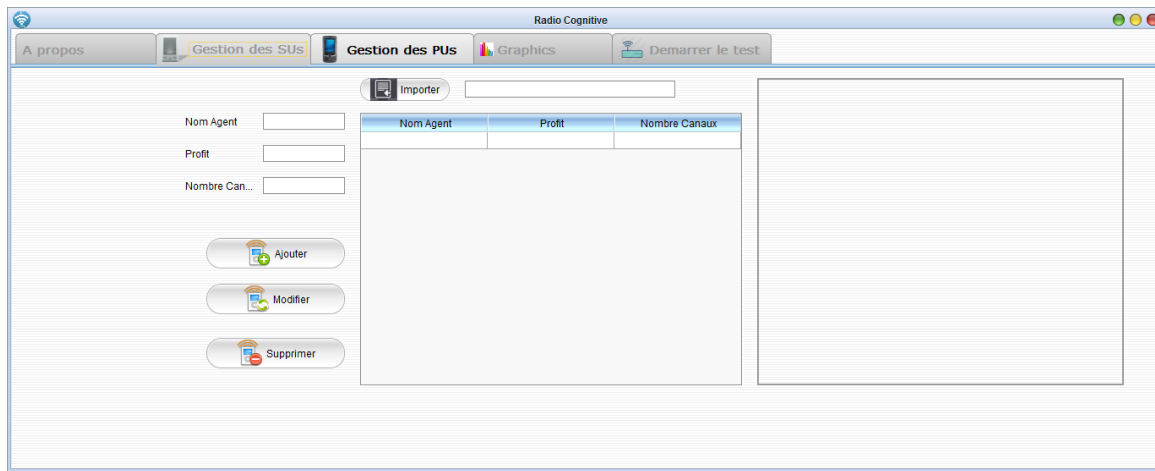 Radio Cognitive
A propos
Gestion des SUs
Gestion des PUs
Graphics
Demarrer le test
Importer
Nom Agent
Profit
Nombre Can...
Nom Agent Profit Nombre Canaux
Ajouter
Modifier
Supprimer